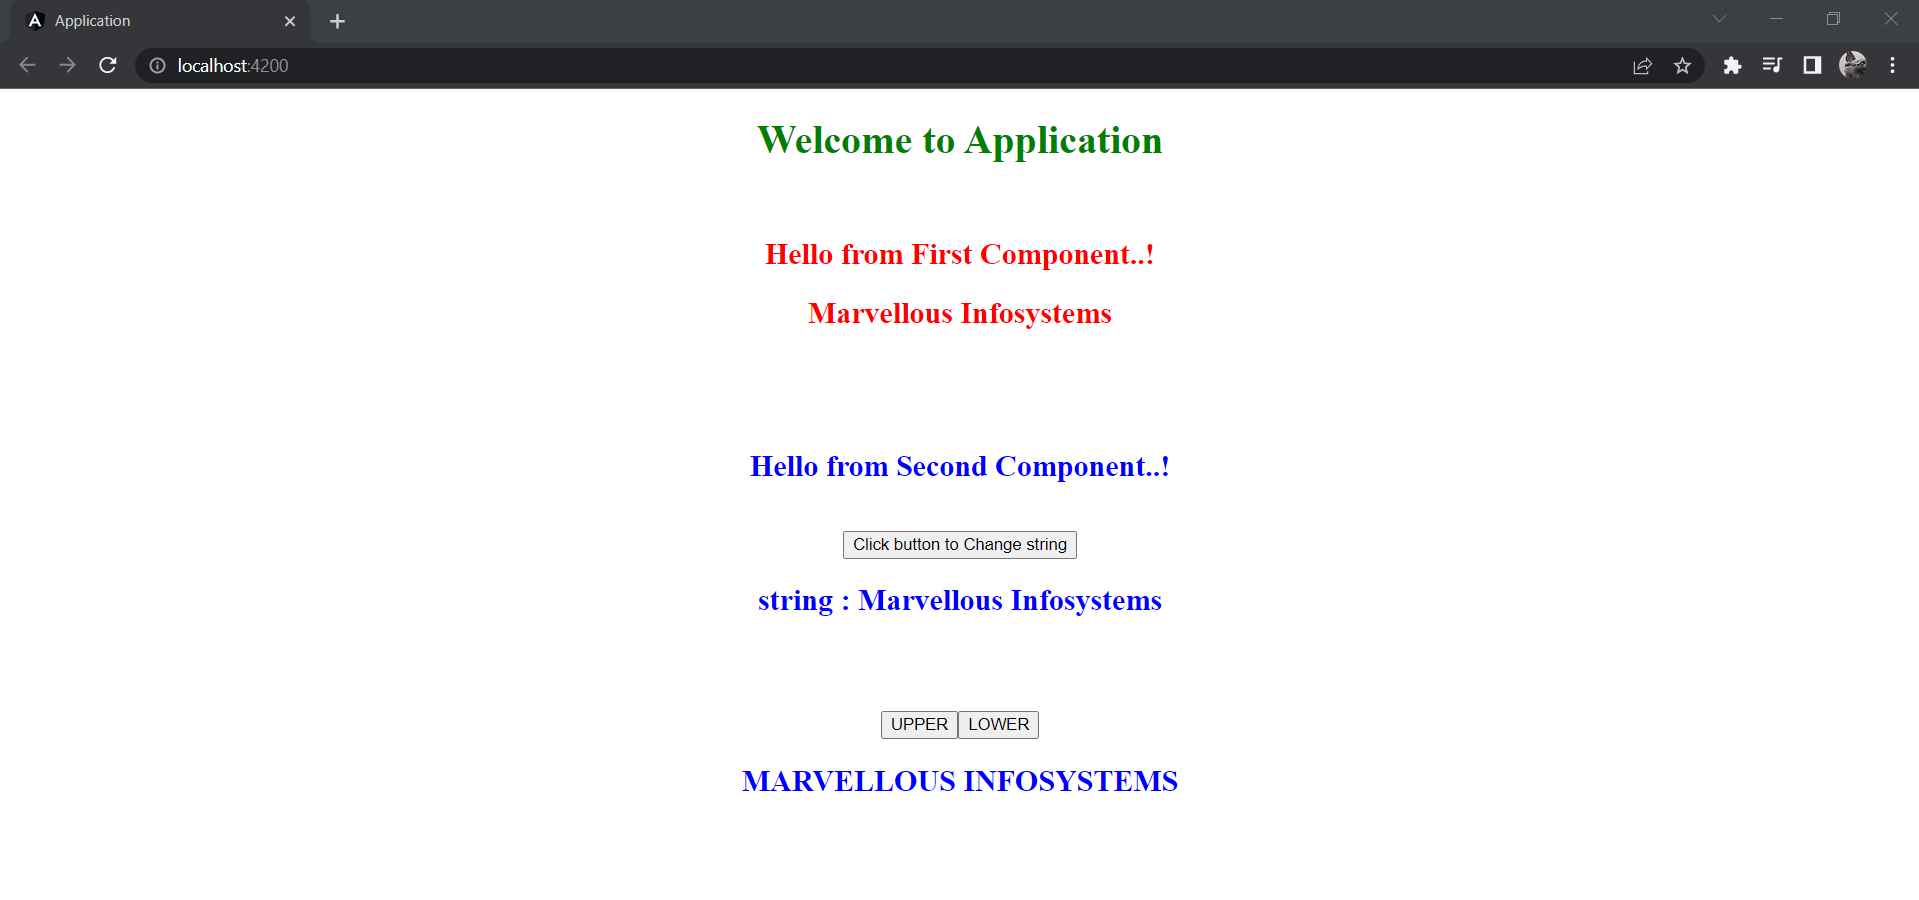 Application
localhost:4200
Welcome to Application
Hello from First Component..!
Marvellous Infosystems
Hello from Second Component..!
Click button to Change string
string : Marvellous Infosystems
UPPER LOWER
MARVELLOUS INFOSYSTEMS